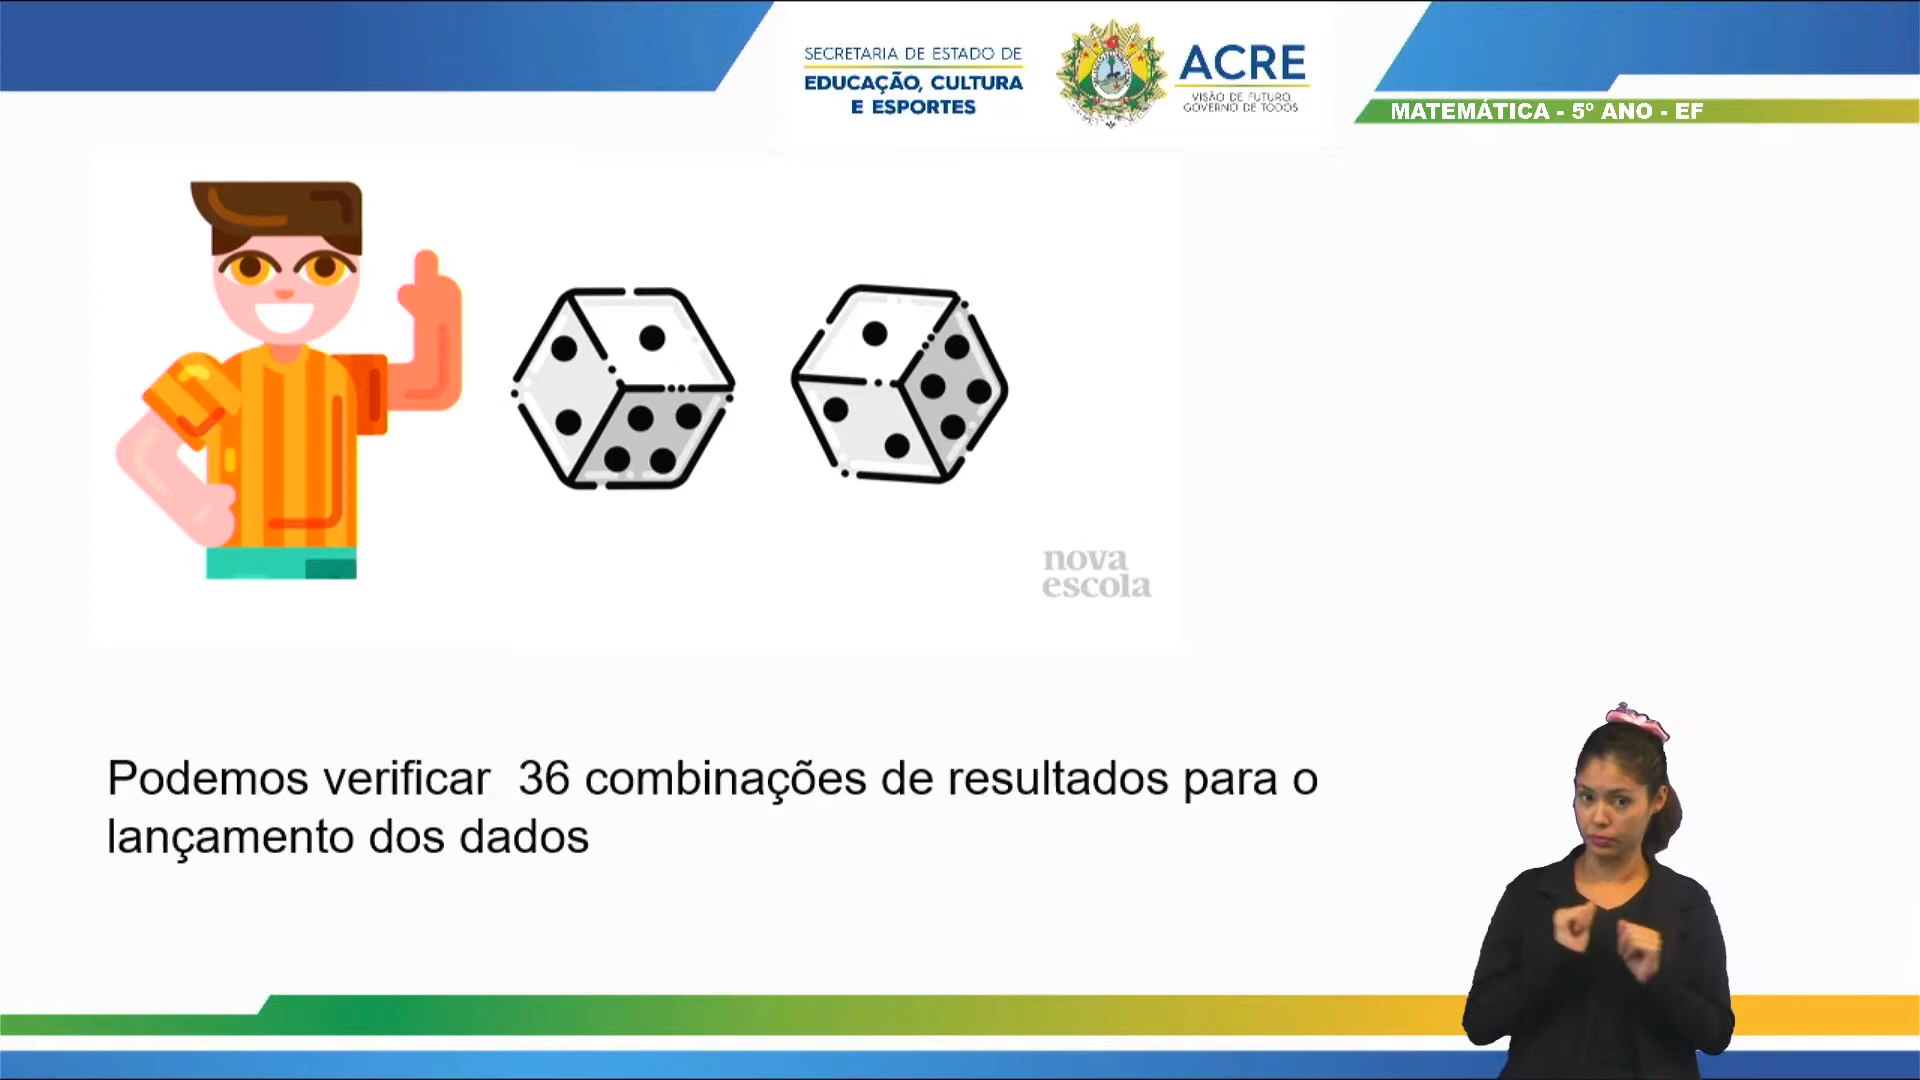 SECRETARIA DE ESTADO DE
EDUCAÇÃO, CULTURA
E ESPORTES
ACRE
VISÃO DE FUTURO,
GOVERNO DE TODOS
MATEMÁTICA - 5º ANO - EF
nova
escola
Podemos verificar  36 combinações de resultados para o
lançamento dos dados